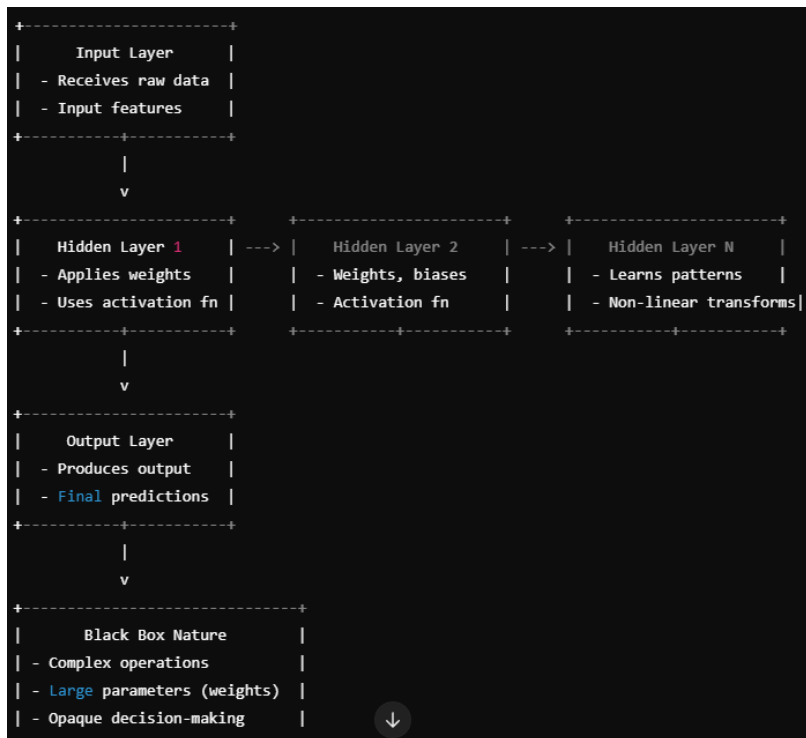 +----------------------+
|      Input Layer      |
|  - Receives raw data  |
|  - Input features     |
+-----------+-----------+
            |
            v
+-----------------------+     +-----------------------+     +-----------------------+
|    Hidden Layer 1     | ---> |    Hidden Layer 2     | ---> |    Hidden Layer N     |
|  - Applies weights    |     |  - Weights, biases    |     |  - Learns patterns    |
|  - Uses activation fn |     |  - Activation fn      |     |  - Non-linear transforms|
+-----------+-----------+     +-----------+-----------+     +-----------+-----------+
            |
            v
+-----------------------+
|     Output Layer      |
|  - Produces output    |
|  - Final predictions  |
+-----------+-----------+
            |
            v
+-------------------------------+
|       Black Box Nature        |
| - Complex operations          |
| - Large parameters (weights)  |
| - Opaque decision-making      |